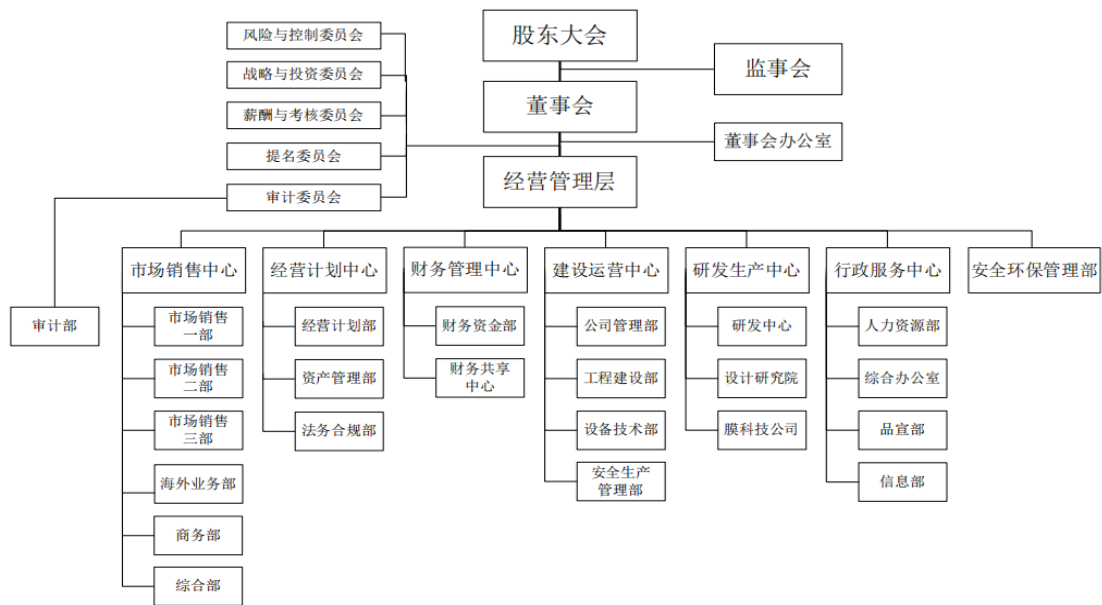 股东大会
监事会
董事会
董事会办公室
经营管理层
风险与控制委员会
战略与投资委员会
薪酬与考核委员会
提名委员会
审计委员会
审计部
市场销售中心
市场销售
一部
市场销售
二部
市场销售
三部
海外业务部
商务部
综合部
经营计划中心
经营计划部
资产管理部
法务合规部
财务管理中心
财务资金部
财务共享
中心
建设运营中心
公司管理部
工程建设部
设备技术部
安全生产
管理部
研发生产中心
研发中心
设计研究院
膜科技公司
行政服务中心
人力资源部
综合办公室
品宣部
信息部
安全环保管理部